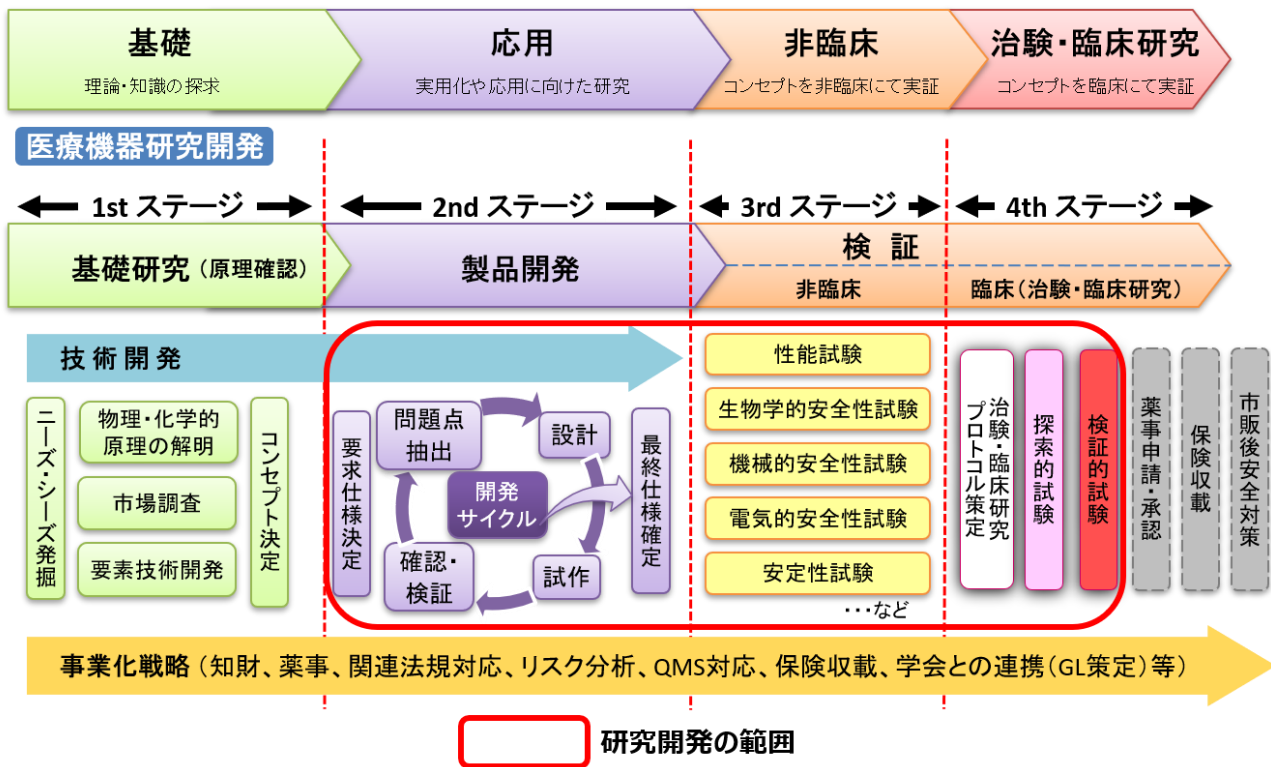 基礎
理論・知識の探求
応用
実用化や応用に向けた研究
非臨床
コンセプトを非臨床にて実証
治験・臨床研究
コンセプトを臨床にて実証
医療機器研究開発
1st ステージ
2nd ステージ
3rd ステージ
4th ステージ
基礎研究（原理確認）
製品開発
検 証
非臨床
臨床（治験・臨床研究）
技 術 開 発
ニーズ・シーズ発掘
物理・化学的
原理の解明
市場調査
要素技術開発
コンセプト決定
要求仕様決定
問題点
抽出
設計
開発
サイクル
確認・
検証
試作
最終仕様確定
性能試験
生物学的安全性試験
機械的安全性試験
電気的安全性試験
安定性試験
・・・など
治験・臨床研究
プロトコル策定
探索的試験
検証的試験
薬事申請・承認
保険収載
市販後安全対策
事業化戦略（知財、薬事、関連法規対応、リスク分析、QMS対応、保険収載、学会との連携（GL策定）等）
研究開発の範囲